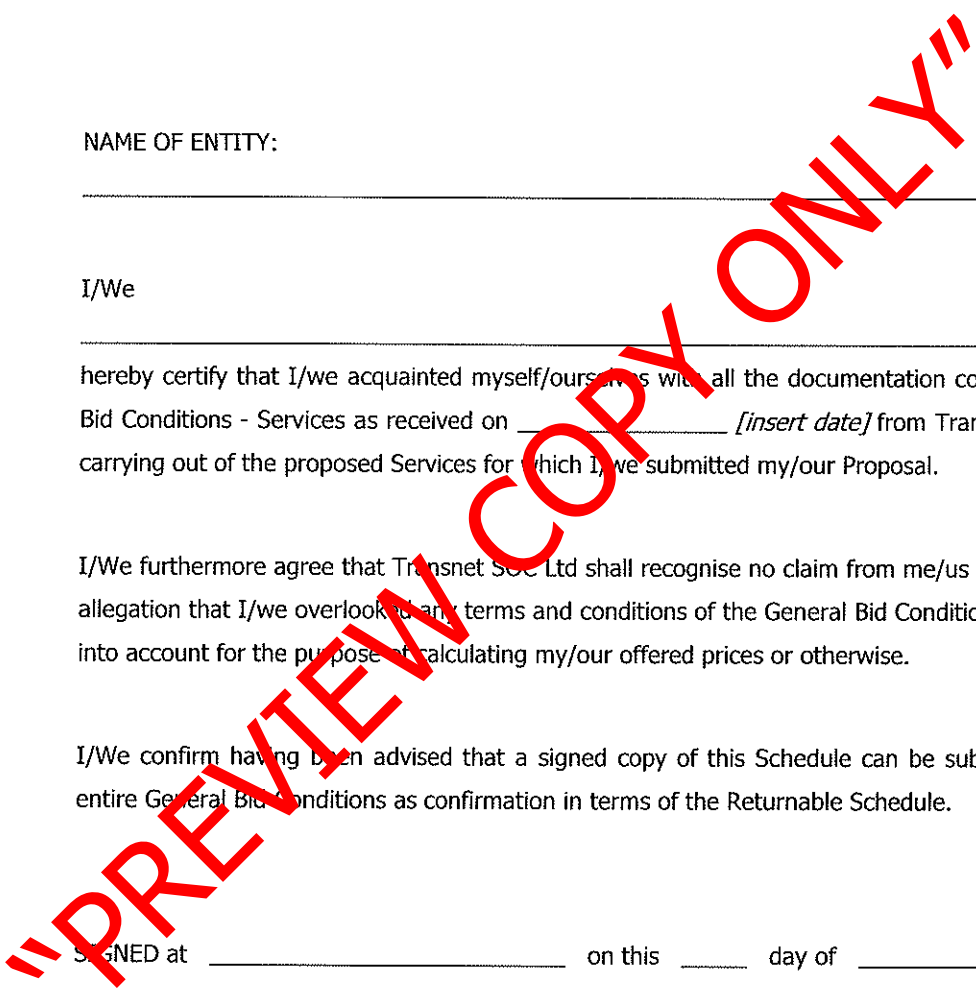 NAME OF ENTITY:
I/We
hereby certify that I/we acquainted myself/ourselves with all the documentation co
Bid Conditions - Services as received on ____________ [insert date] from Tran
carrying out of the proposed Services for which I/we submitted my/our Proposal.
I/We furthermore agree that Transnet SOC Ltd shall recognise no claim from me/us
allegation that I/we overlooked any terms and conditions of the General Bid Conditio
into account for the purpose of calculating my/our offered prices or otherwise.
I/We confirm having been advised that a signed copy of this Schedule can be sub
entire General Bid Conditions as confirmation in terms of the Returnable Schedule.
SIGNED at ____________ on this ____ day of ____________
"PREVIEW COPY ONLY"